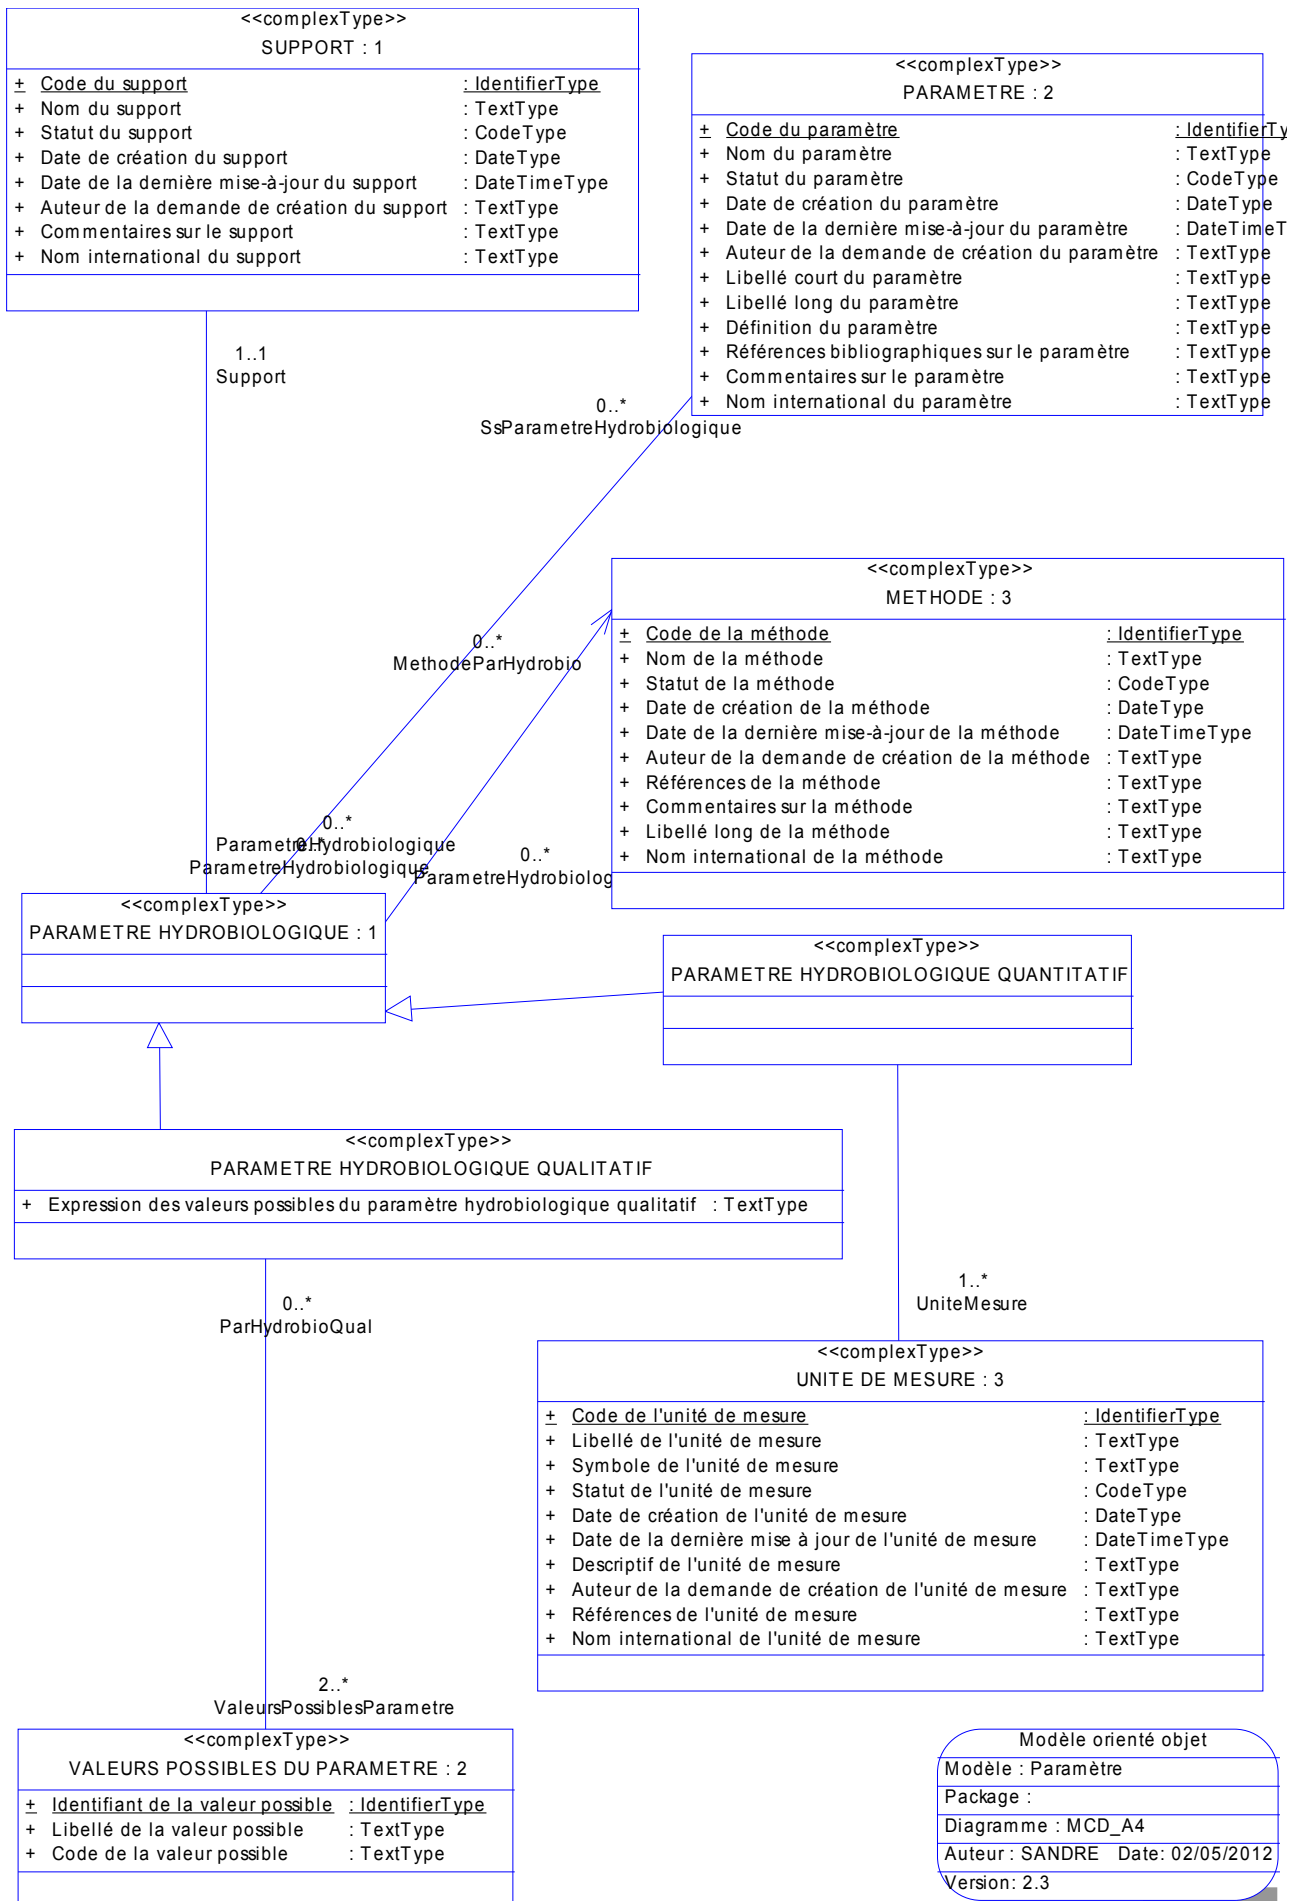 <<complexType>>
SUPPORT : 1
+ Code du support : IdentifierType
+ Nom du support : TextType
+ Statut du support : CodeType
+ Date de création du support : DateType
+ Date de la dernière mise-à-jour du support : DateTimeType
+ Auteur de la demande de création du support : TextType
+ Commentaires sur le support : TextType
+ Nom international du support : TextType
<<complexType>>
PARAMETRE : 2
+ Code du paramètre : IdentifierTy
+ Nom du paramètre : TextType
+ Statut du paramètre : CodeType
+ Date de création du paramètre : DateType
+ Date de la dernière mise-à-jour du paramètre : DateTimeT
+ Auteur de la demande de création du paramètre : TextType
+ Libellé court du paramètre : TextType
+ Libellé long du paramètre : TextType
+ Définition du paramètre : TextType
+ Références bibliographiques sur le paramètre : TextType
+ Commentaires sur le paramètre : TextType
+ Nom international du paramètre : TextType
1..1
Support
0..*
SsParametreHydrobiologique
<<complexType>>
METHODE : 3
+ Code de la méthode : IdentifierType
+ Nom de la méthode : TextType
+ Statut de la méthode : CodeType
+ Date de création de la méthode : DateType
+ Date de la dernière mise-à-jour de la méthode : DateTimeType
+ Auteur de la demande de création de la méthode : TextType
+ Références de la méthode : TextType
+ Commentaires sur la méthode : TextType
+ Libellé long de la méthode : TextType
+ Nom international de la méthode : TextType
0..*
MethodeParHydrobio
0..*
ParametreHydrobiologique
0..*
ParametreHydrobiologique
0..*
ParametreHydrobiolog
<<complexType>>
PARAMETRE HYDROBIOLOGIQUE : 1
<<complexType>>
PARAMETRE HYDROBIOLOGIQUE QUANTITATIF
<<complexType>>
PARAMETRE HYDROBIOLOGIQUE QUALITATIF
+ Expression des valeurs possibles du paramètre hydrobiologique qualitatif : TextType
0..*
ParHydrobioQual
1..*
UniteMesure
<<complexType>>
UNITE DE MESURE : 3
+ Code de l'unité de mesure : IdentifierType
+ Libellé de l'unité de mesure : TextType
+ Symbole de l'unité de mesure : TextType
+ Statut de l'unité de mesure : CodeType
+ Date de création de l'unité de mesure : DateType
+ Date de la dernière mise à jour de l'unité de mesure : DateTimeType
+ Descriptif de l'unité de mesure : TextType
+ Auteur de la demande de création de l'unité de mesure : TextType
+ Références de l'unité de mesure : TextType
+ Nom international de l'unité de mesure : TextType
2..*
ValeursPossiblesParametre
<<complexType>>
VALEURS POSSIBLES DU PARAMETRE : 2
+ Identifiant de la valeur possible : IdentifierType
+ Libellé de la valeur possible : TextType
+ Code de la valeur possible : TextType
Modèle orienté objet
Modèle : Paramètre
Package :
Diagramme : MCD_A4
Auteur : SANDRE Date: 02/05/2012
Version: 2.3